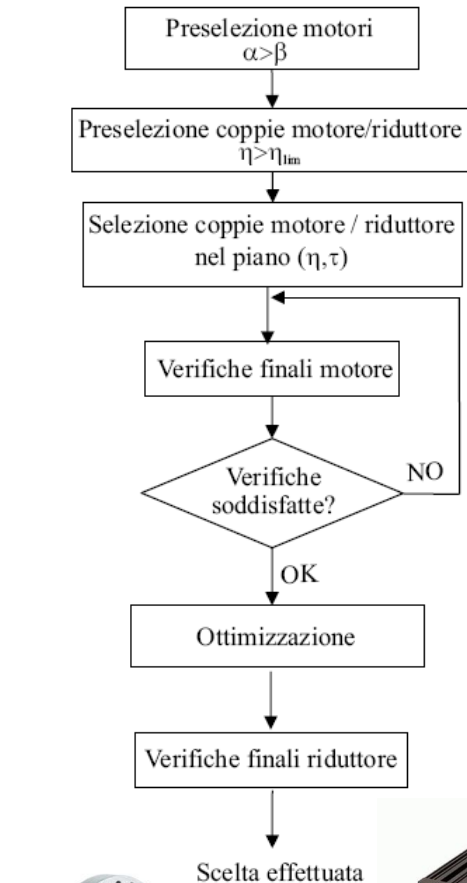 Preselezione motori
α>β
Preselezione coppie motore/riduttore
η>ηlim
Selezione coppie motore / riduttore
nel piano (η,τ)
Verifiche finali motore
Verifiche
soddisfatte?
NO
OK
Ottimizzazione
Verifiche finali riduttore
Scelta effettuata